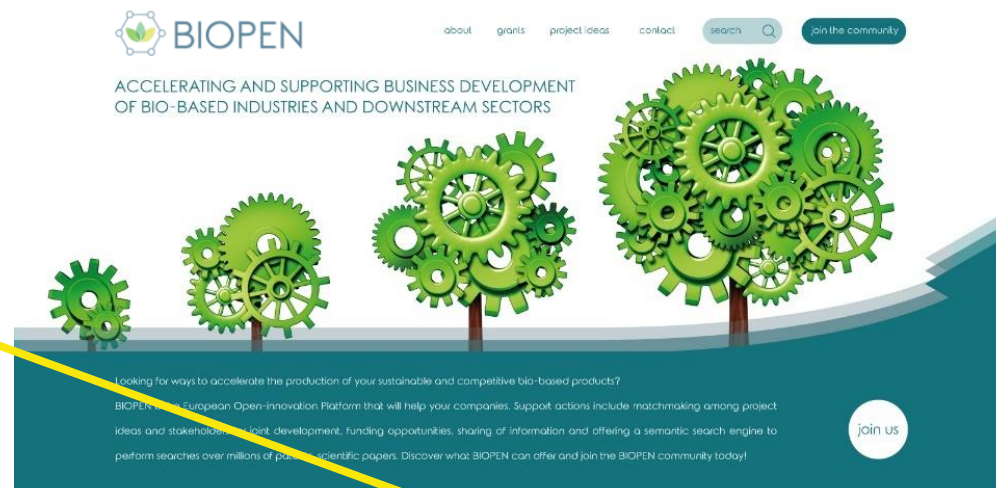 BIOPEN
about grants project ideas contact search join the community
ACCELERATING AND SUPPORTING BUSINESS DEVELOPMENT
OF BIO-BASED INDUSTRIES AND DOWNSTREAM SECTORS
Looking for ways to accelerate the production of your sustainable and competitive bio-based products?
BIOPEN European Open-innovation Platform that will help your companies. Support actions include matchmaking among project
ideas and joint development, funding opportunities, sharing of information and offering a semantic search engine to
perform searches over millions of scientific papers. Discover what BIOPEN can offer and join the BIOPEN community today!
join us